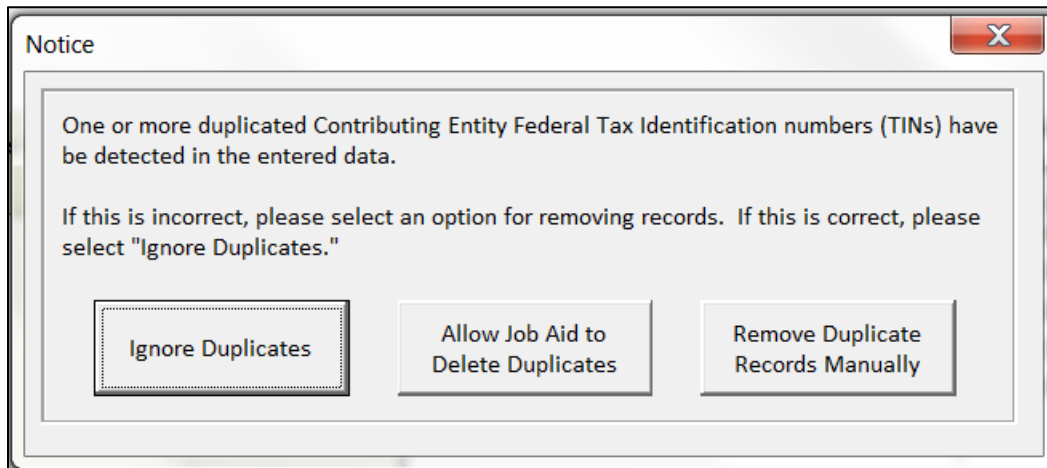 Notice
One or more duplicated Contributing Entity Federal Tax Identification numbers (TINs) have
be detected in the entered data.
If this is incorrect, please select an option for removing records.  If this is correct, please
select "Ignore Duplicates."
Ignore Duplicates
Allow Job Aid to
Delete Duplicates
Remove Duplicate
Records Manually